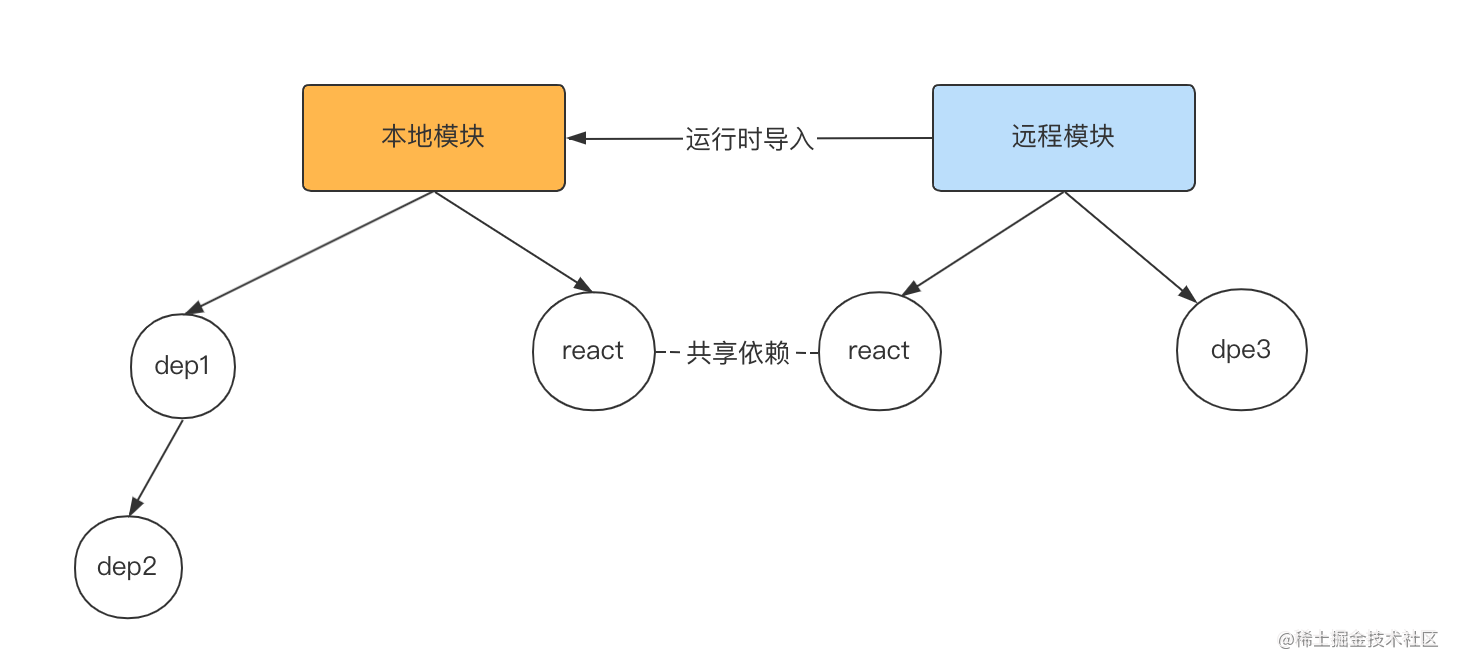 本地模块
运行时导入
远程模块
dep1
react
共享依赖
react
dpe3
dep2
@稀土掘金技术社区